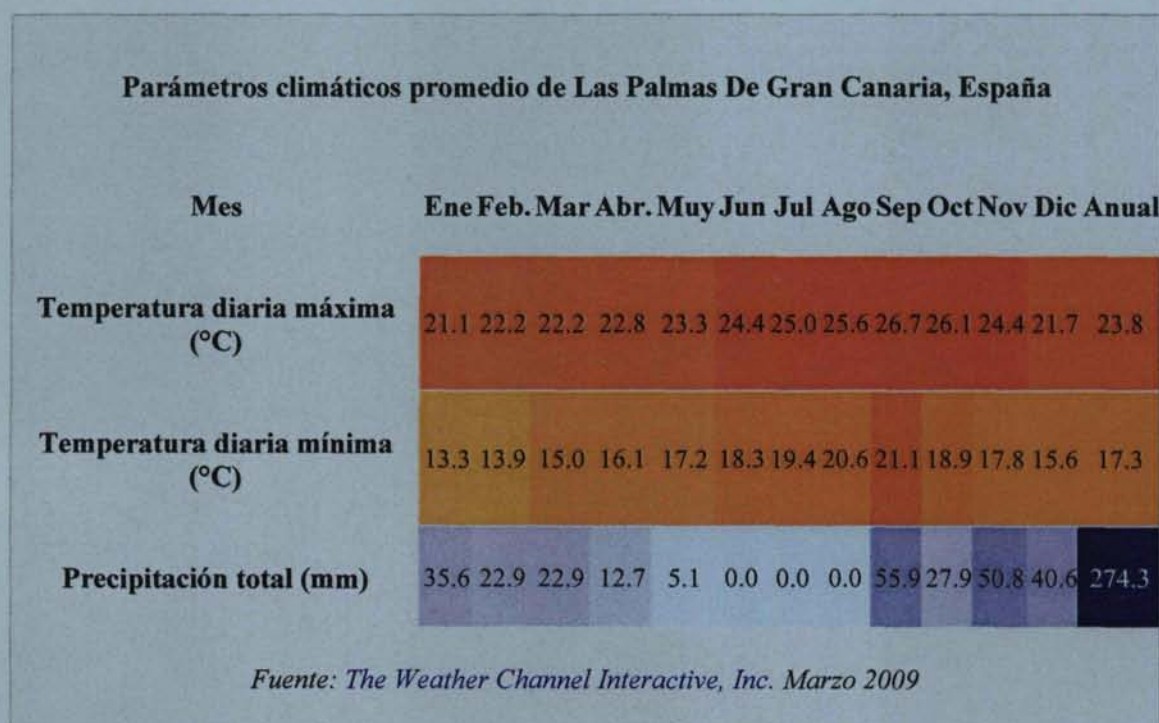 Parámetros climáticos promedio de Las Palmas De Gran Canaria, España
Mes Ene Feb. Mar Abr. Muy Jun Jul Ago Sep Oct Nov Dic Anual
Temperatura diaria máxima (°C) 21.1 22.2 22.2 22.8 23.3 24.4 25.0 25.6 26.7 26.1 24.4 21.7 23.8
Temperatura diaria mínima (°C) 13.3 13.9 15.0 16.1 17.2 18.3 19.4 20.6 21.1 18.9 17.8 15.6 17.3
Precipitación total (mm) 35.6 22.9 22.9 12.7 5.1 0.0 0.0 0.0 55.9 27.9 50.8 40.6 274.3
Fuente: The Weather Channel Interactive, Inc. Marzo 2009